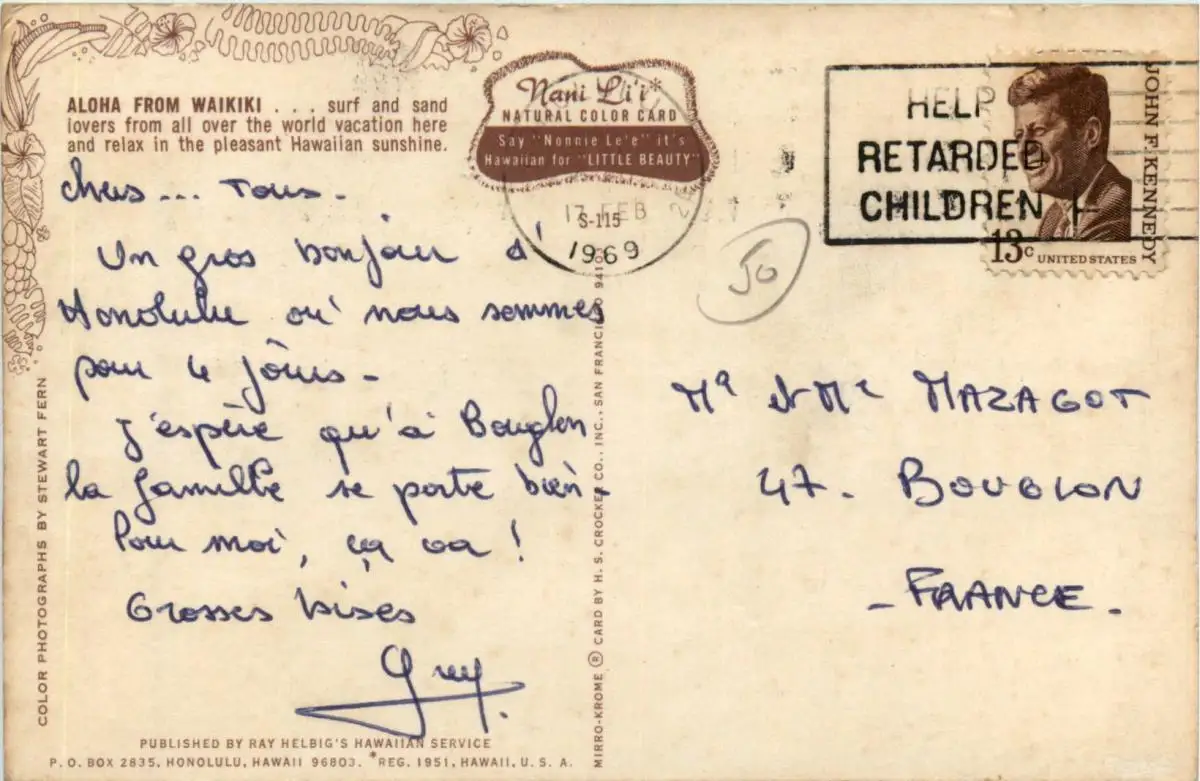 ALOHA FROM WAIKIKI . . . surf and sand
lovers from all over the world vacation here
and relax in the pleasant Hawaiian sunshine.
Nani Li'i*
NATURAL COLOR CARD
Say "Nonnie Le'e" it's
Hawaiian for "LITTLE BEAUTY"
S-115
17 FEB
1969
HELP
RETARDED
CHILDREN
JOHN F. KENNEDY
13c UNITED STATES
50
chers... Tous.
Un gros bonjour d'
Honolulu où nous sommes
pour 4 jours -
J'espère qu'à Bouglon
la famille se porte bien -
Pour moi, ça va !
Grosses bises
Guy.
Mr et Me MAZAGOT
47. BOUGLON
- FRANCE -
COLOR PHOTOGRAPHS BY STEWART FERN
MIRRO-KROME ® CARD BY H. S. CROCKER CO., INC., SAN FRANCI
PUBLISHED BY RAY HELBIG'S HAWAIIAN SERVICE
P. O. BOX 2835, HONOLULU, HAWAII 96803. *REG. 1951, HAWAII, U. S. A.